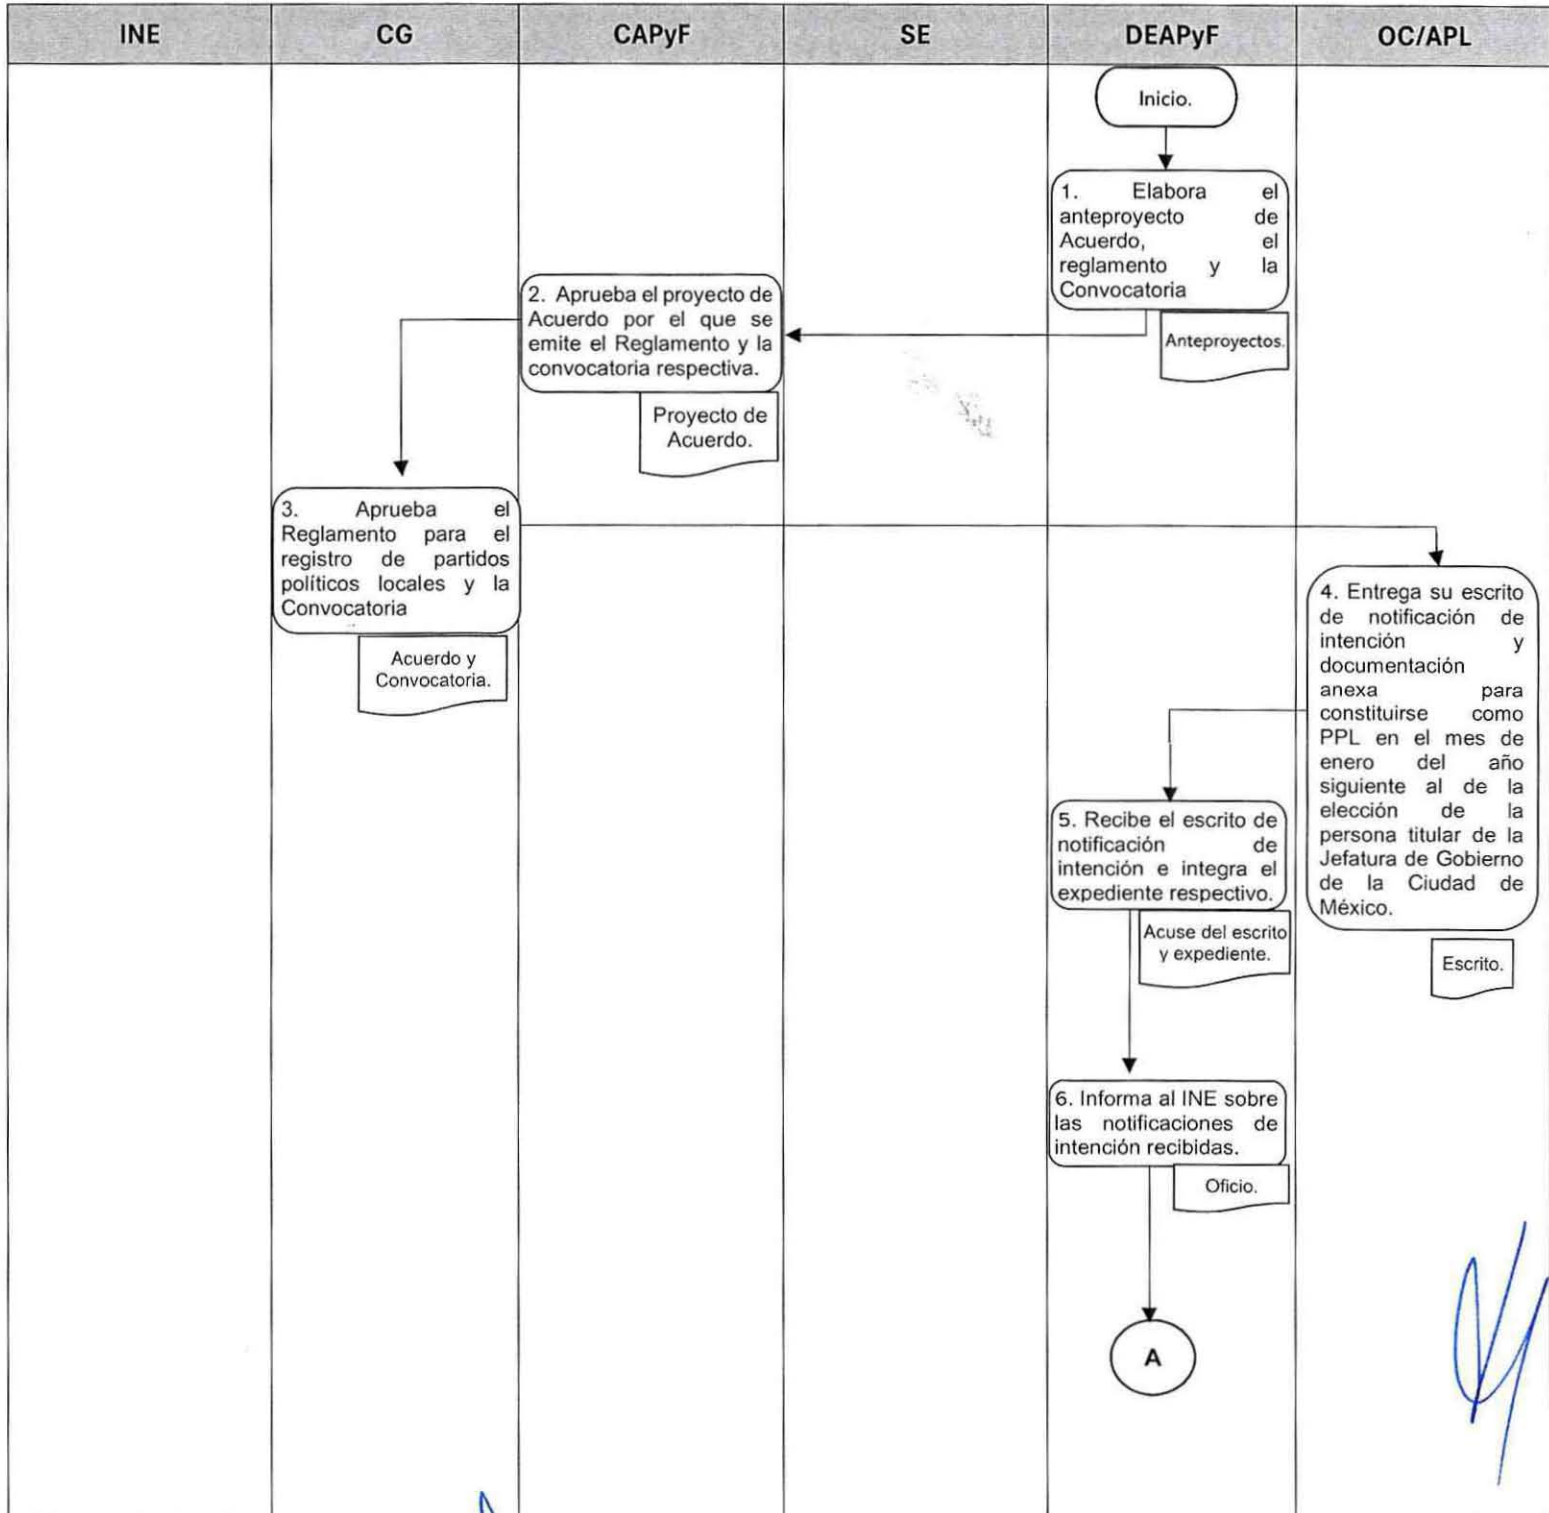 INE CG CAPyF SE DEAPyF OC/APL
Inicio.
1. Elabora el
anteproyecto de
Acuerdo, el
reglamento y la
Convocatoria
Anteproyectos.
2. Aprueba el proyecto de
Acuerdo por el que se
emite el Reglamento y la
convocatoria respectiva.
Proyecto de
Acuerdo.
3. Aprueba el
Reglamento para el
registro de partidos
políticos locales y la
Convocatoria
Acuerdo y
Convocatoria.
4. Entrega su escrito
de notificación de
intención y
documentación
anexa para
constituirse como
PPL en el mes de
enero del año
siguiente al de la
elección de la
persona titular de la
Jefatura de Gobierno
de la Ciudad de
México.
Escrito.
5. Recibe el escrito de
notificación de
intención e integra el
expediente respectivo.
Acuse del escrito
y expediente.
6. Informa al INE sobre
las notificaciones de
intención recibidas.
Oficio.
A